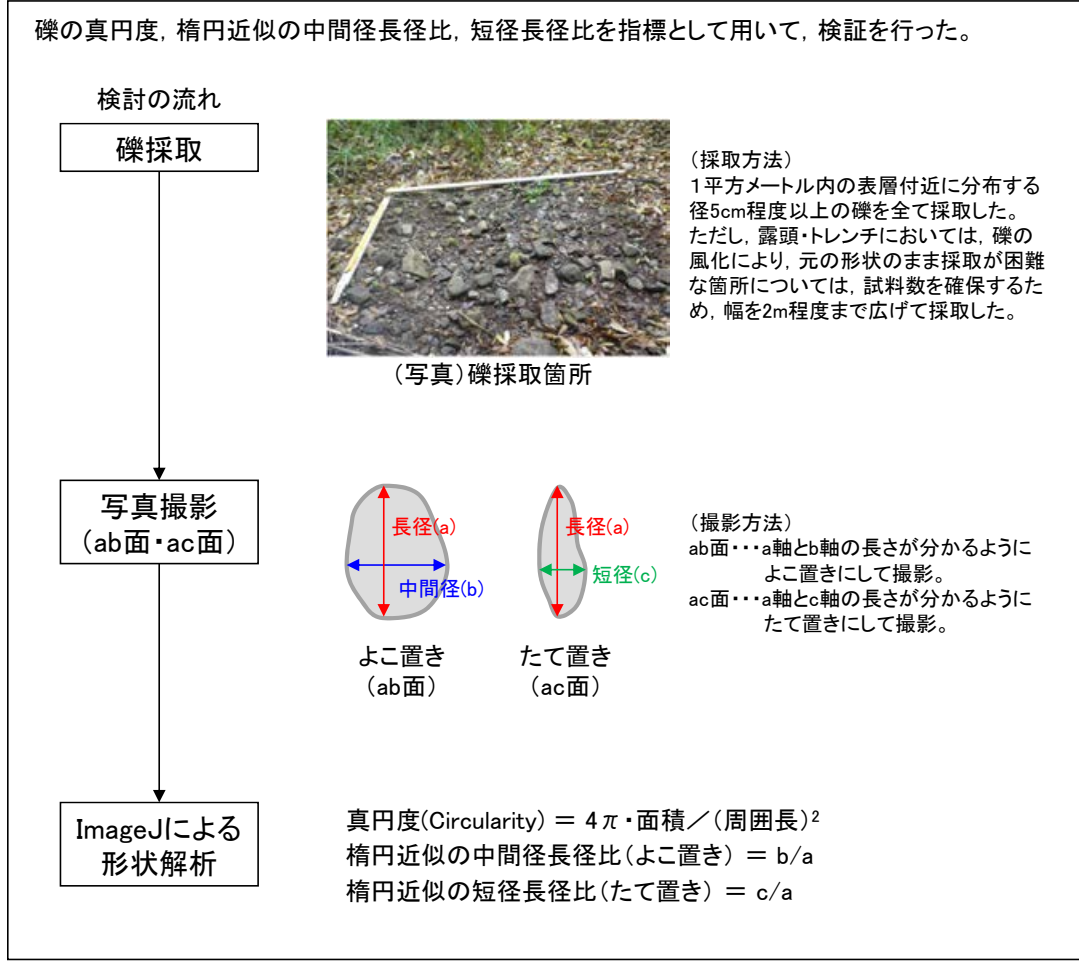 礫の真円度，楕円近似の中間径長径比，短径長径比を指標として用いて，検証を行った。
検討の流れ
礫採取
（採取方法）
１平方メートル内の表層付近に分布する
径5cm程度以上の礫を全て採取した。
ただし，露頭・トレンチにおいては，礫の
風化により，元の形状のまま採取が困難
な箇所については，試料数を確保するた
め，幅を2m程度まで広げて採取した。
（写真）礫採取箇所
写真撮影
（ab面・ac面）
長径(a)
中間径(b)
よこ置き
（ab面）
長径(a)
短径(c)
たて置き
（ac面）
（撮影方法）
ab面・・・a軸とb軸の長さが分かるように
よこ置きにして撮影。
ac面・・・a軸とc軸の長さが分かるように
たて置きにして撮影。
ImageJによる
形状解析
真円度(Circularity) ＝ 4π・面積／（周囲長）²
楕円近似の中間径長径比（よこ置き） ＝ b/a
楕円近似の短径長径比（たて置き） ＝ c/a